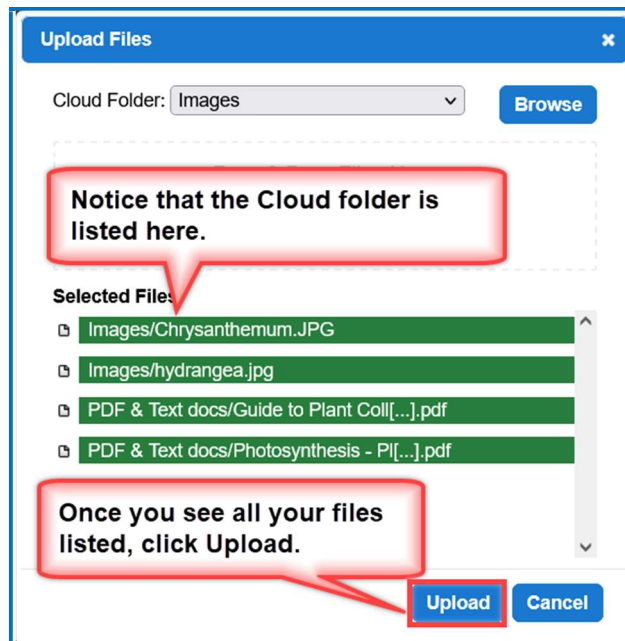 Upload Files
Cloud Folder: Images
Browse
Notice that the Cloud folder is
listed here.
Selected Files
Images/Chrysanthemum.JPG
Images/hydrangea.jpg
PDF & Text docs/Guide to Plant Coll[...].pdf
PDF & Text docs/Photosynthesis - Pl[...].pdf
Once you see all your files
listed, click Upload.
Upload Cancel